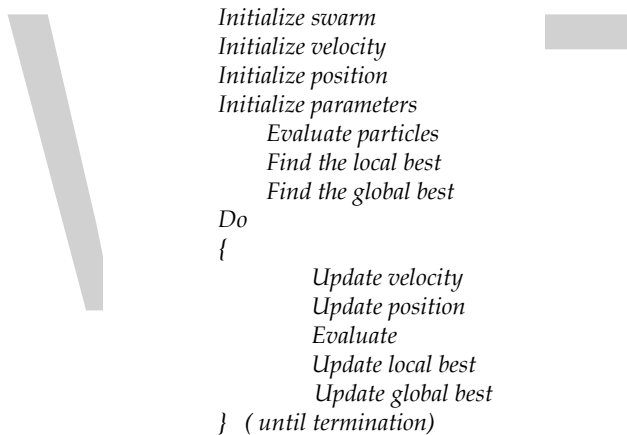 Initialize swarm
Initialize velocity
Initialize position
Initialize parameters
Evaluate particles
Find the local best
Find the global best
Do
{
Update velocity
Update position
Evaluate
Update local best
Update global best
} ( until termination)